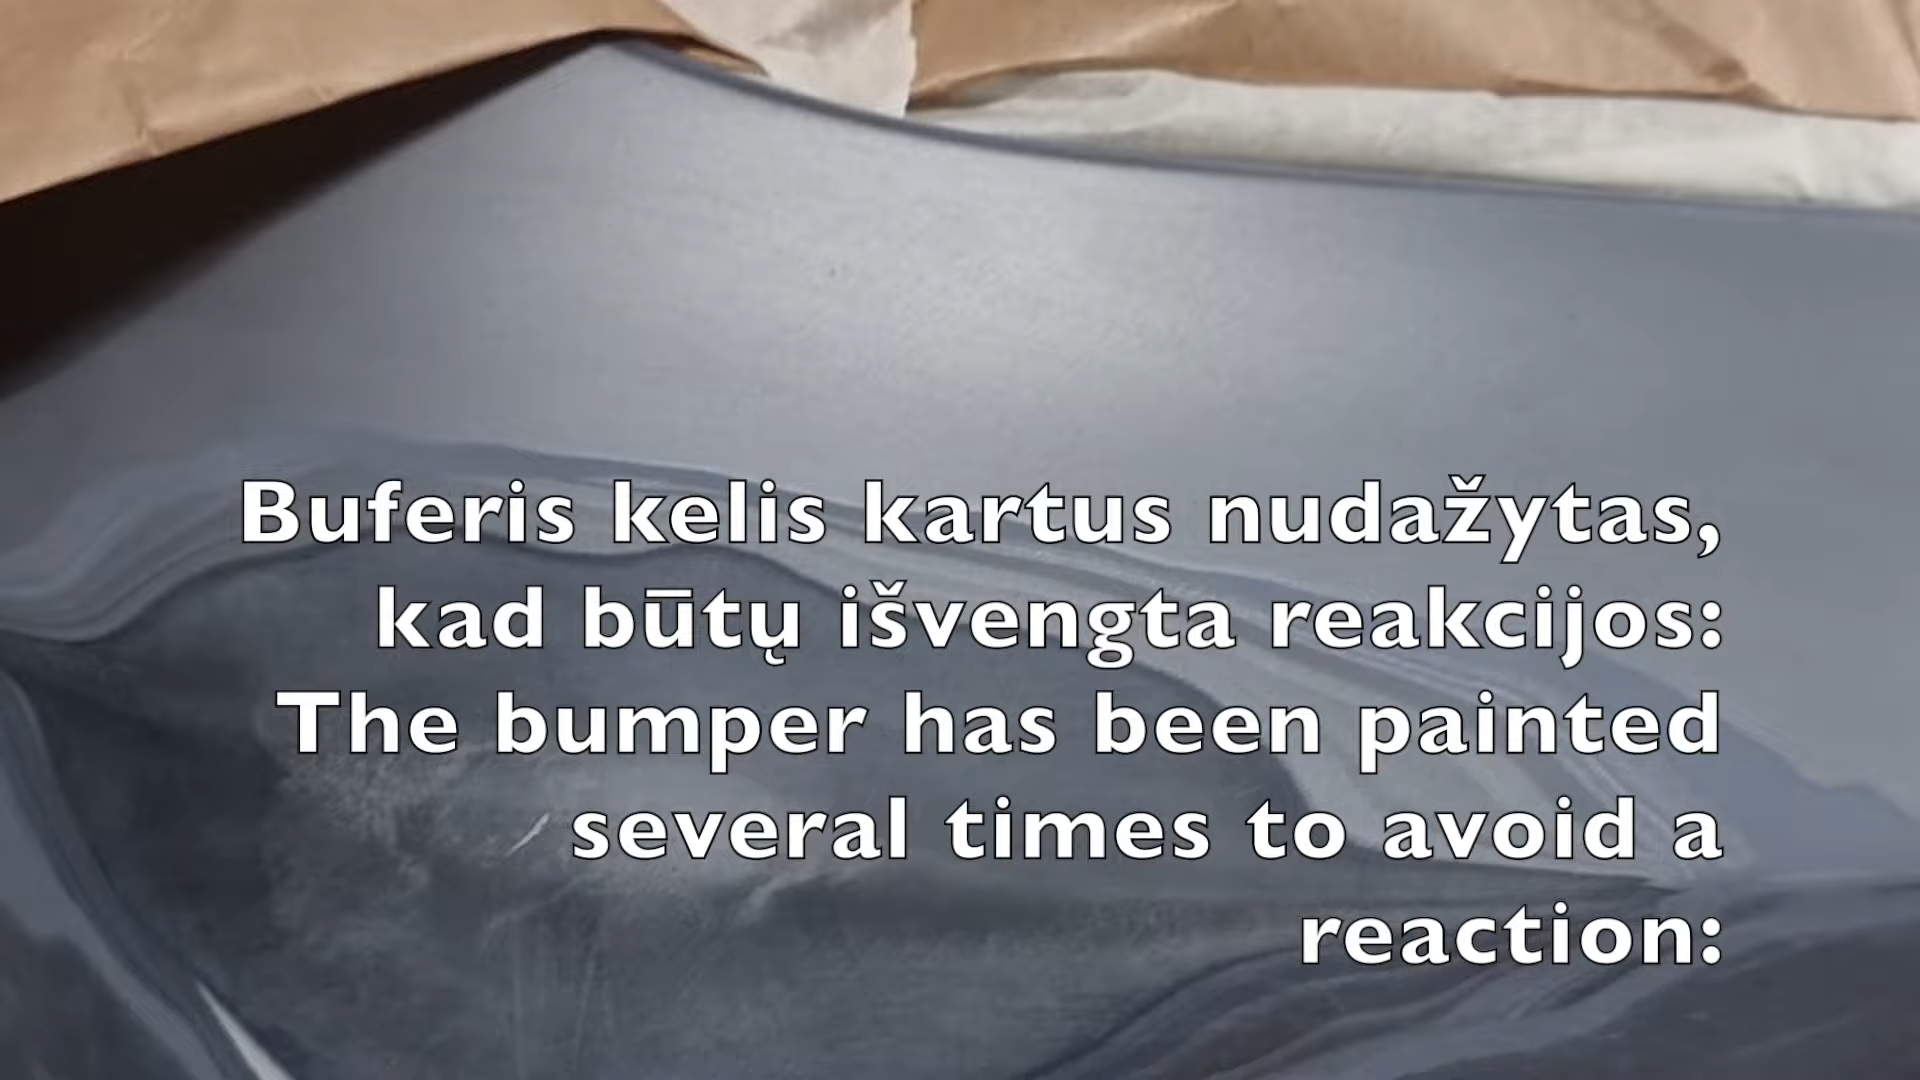 Buferis kelis kartus nudažytas,
kad būtų išvengta reakcijos:
The bumper has been painted
several times to avoid a
reaction: